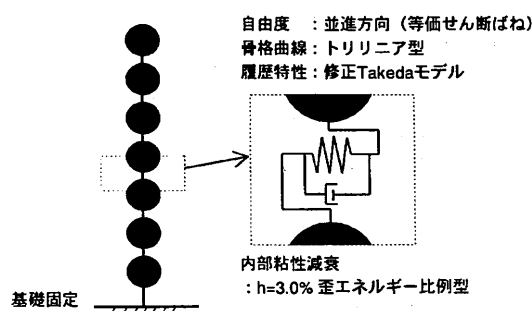 自由度 ：並進方向（等価せん断ばね）
骨格曲線：トリリニア型
履歴特性：修正Takedaモデル
内部粘性減衰
：h=3.0% 歪エネルギー比例型
基礎固定